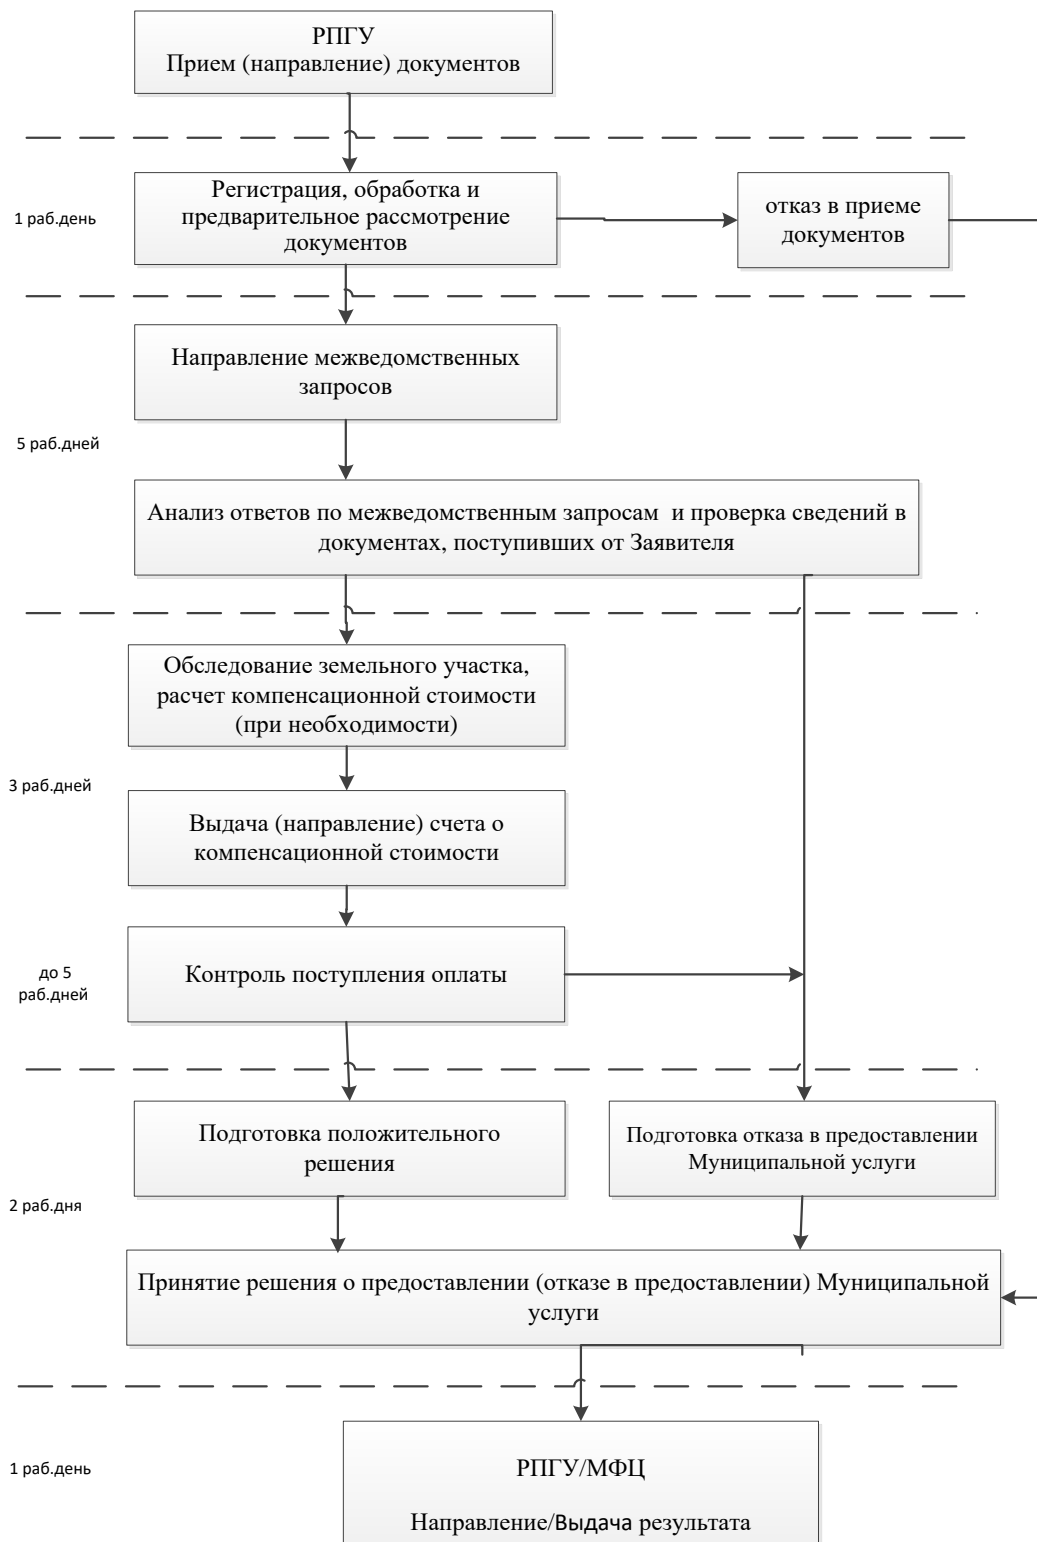 РПГУ
Прием (направление) документов
1 раб.день
Регистрация, обработка и
предварительное рассмотрение
документов
отказ в приеме
документов
Направление межведомственных
запросов
5 раб.дней
Анализ ответов по межведомственным запросам  и проверка сведений в
документах, поступивших от Заявителя
Обследование земельного участка,
расчет компенсационной стоимости
(при необходимости)
3 раб.дней
Выдача (направление) счета о
компенсационной стоимости
до 5
раб.дней
Контроль поступления оплаты
Подготовка положительного
решения
Подготовка отказа в предоставлении
Муниципальной услуги
2 раб.дня
Принятие решения о предоставлении (отказе в предоставлении) Муниципальной
услуги
1 раб.день
РПГУ/МФЦ
Направление/Выдача результата